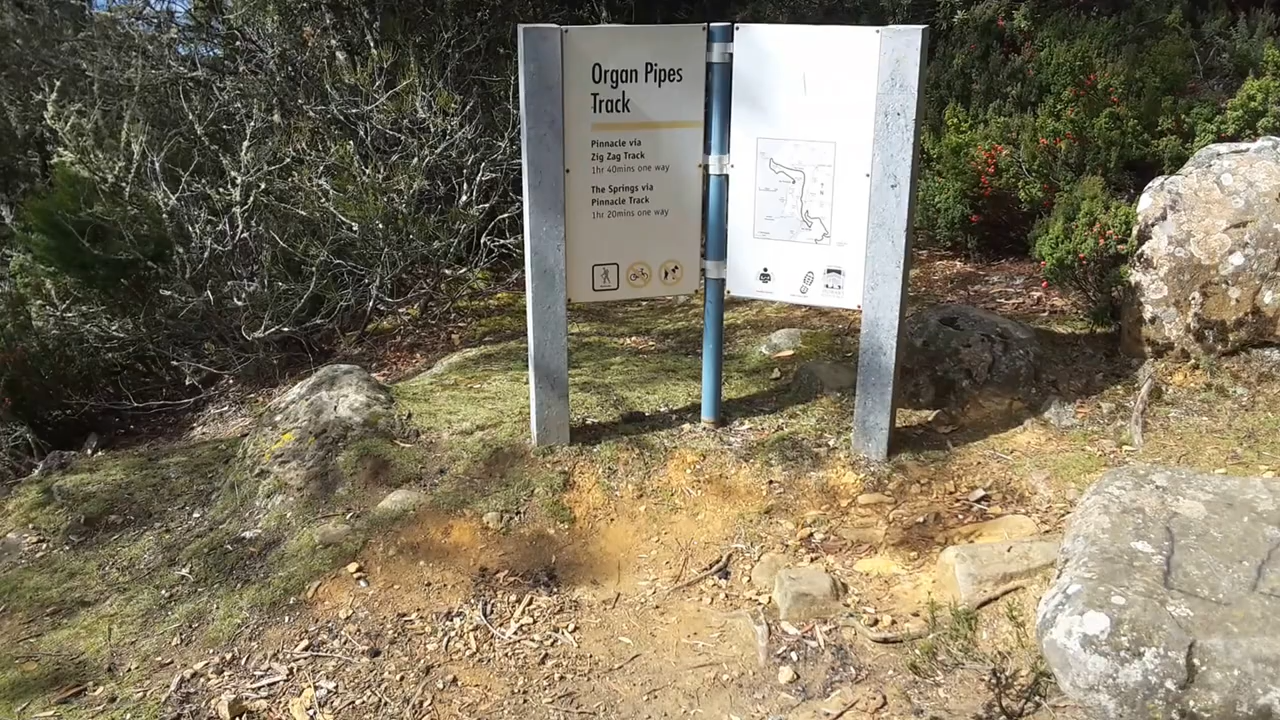 Organ Pipes
Track
Pinnacle via
Zig Zag Track
1hr 40mins one way
The Springs via
Pinnacle Track
1hr 20mins one way